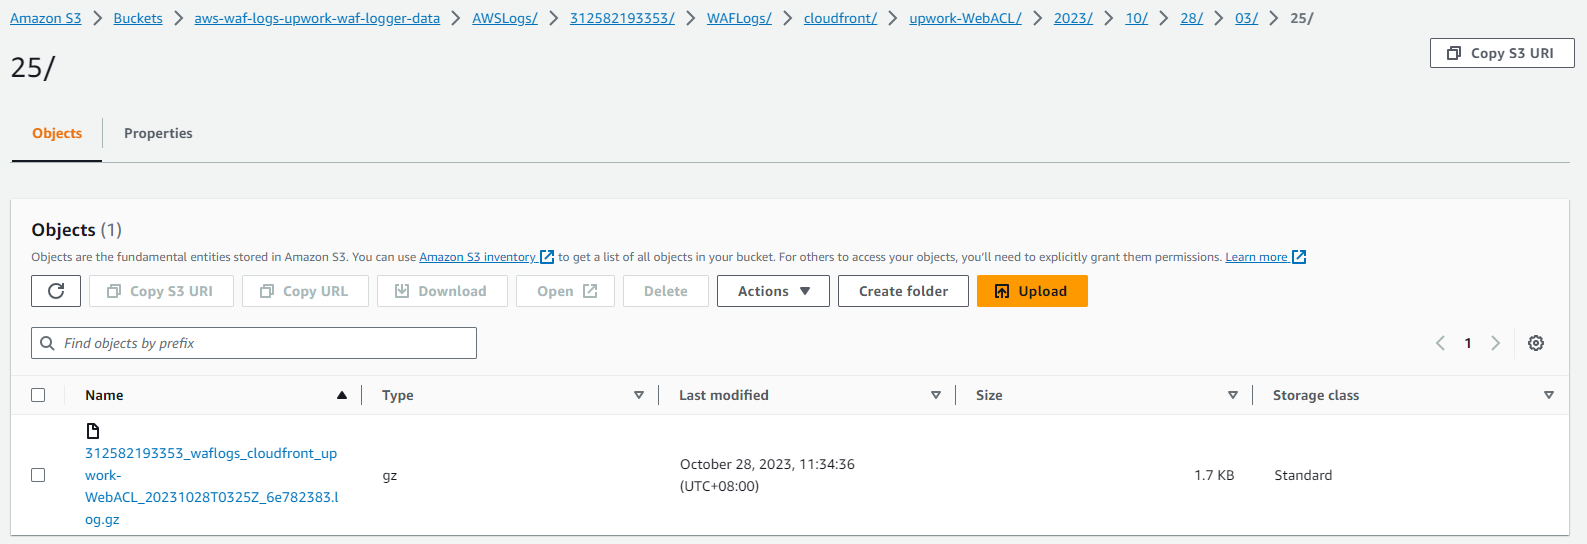 Amazon S3 > Buckets > aws-waf-logs-upwork-waf-logger-data > AWSLogs/ > 312582193353/ > WAFLogs/ > cloudfront/ > upwork-WebACL/ > 2023/ > 10/ > 28/ > 03/ > 25/
25/
Copy S3 URI
Objects Properties
Objects (1)
Objects are the fundamental entities stored in Amazon S3. You can use Amazon S3 inventory to get a list of all objects in your bucket. For others to access your objects, you'll need to explicitly grant them permissions. Learn more
Copy S3 URI Copy URL Download Open Delete Actions Create folder Upload
Find objects by prefix
1
Name Type Last modified Size Storage class
312582193353_waflogs_cloudfront_up
work-
WebACL_20231028T0325Z_6e782383.l
og.gz
gz
October 28, 2023, 11:34:36
(UTC+08:00)
1.7 KB
Standard